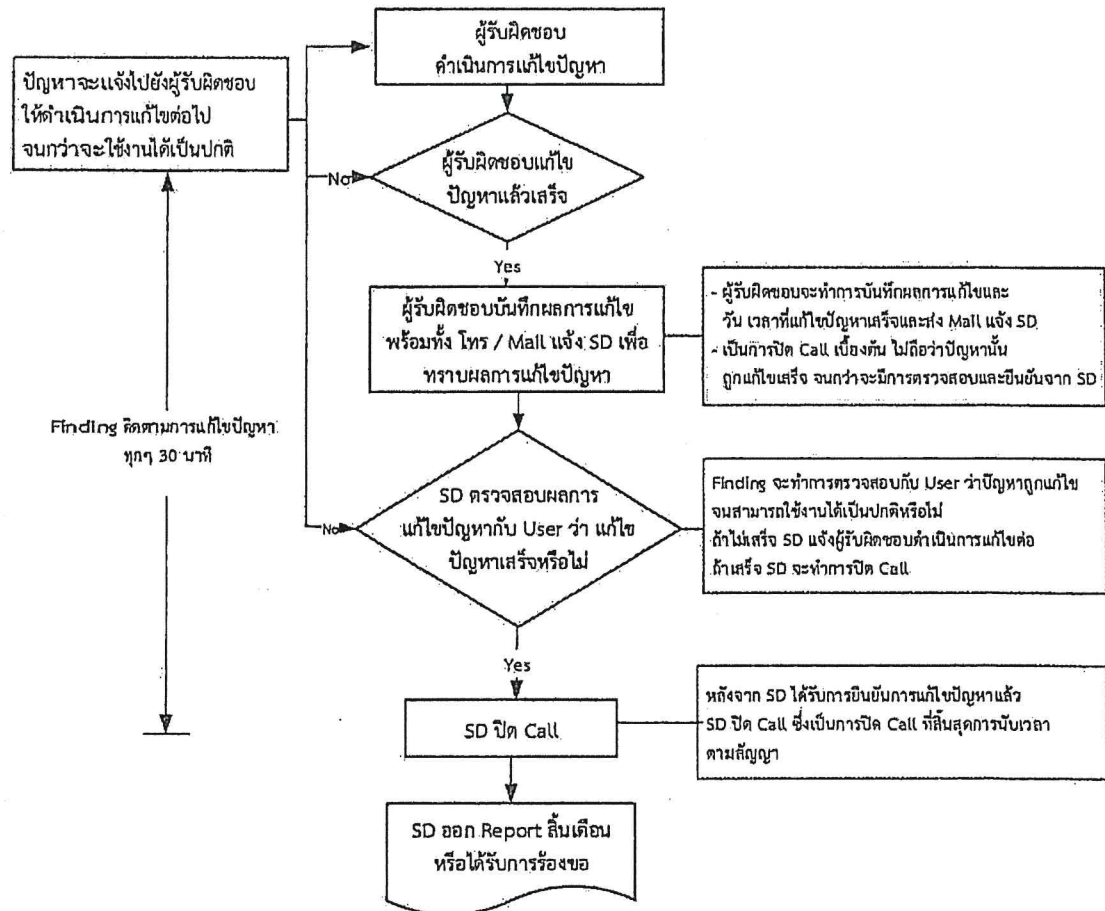 ผู้รับผิดชอบ
ดำเนินการแก้ไขปัญหา
ปัญหาจะแจ้งไปยังผู้รับผิดชอบ
ให้ดำเนินการแก้ไขต่อไป
จนกว่าจะใช้งานได้เป็นปกติ
ผู้รับผิดชอบแก้ไข
ปัญหาแล้วเสร็จ
No
Yes
ผู้รับผิดชอบบันทึกผลการแก้ไข
พร้อมทั้ง โทร / Mail แจ้ง SD เพื่อ
ทราบผลการแก้ไขปัญหา
- ผู้รับผิดชอบจะทำการบันทึกผลการแก้ไขและ
วัน เวลาที่แก้ไขปัญหาเสร็จและส่ง Mail แจ้ง SD
- เป็นการปิด Call เบื้องต้น ไม่ถือว่าปัญหานั้น
ถูกแก้ไขเสร็จ จนกว่าจะมีการตรวจสอบและยืนยันจาก SD
Finding ติดตามการแก้ไขปัญหา
ทุกๆ 30 นาที
SD ตรวจสอบผลการ
แก้ไขปัญหากับ User ว่า แก้ไข
ปัญหาเสร็จหรือไม่
No
Finding จะทำการตรวจสอบกับ User ว่าปัญหาถูกแก้ไข
จนสามารถใช้งานได้เป็นปกติหรือไม่
ถ้าไม่เสร็จ SD แจ้งผู้รับผิดชอบดำเนินการแก้ไขต่อ
ถ้าเสร็จ SD จะทำการปิด Call
Yes
SD ปิด Call
หลังจาก SD ได้รับการยืนยันการแก้ไขปัญหาแล้ว
SD ปิด Call ซึ่งเป็นการปิด Call ที่สิ้นสุดการนับเวลา
ตามสัญญา
SD ออก Report สิ้นเดือน
หรือได้รับการร้องขอ